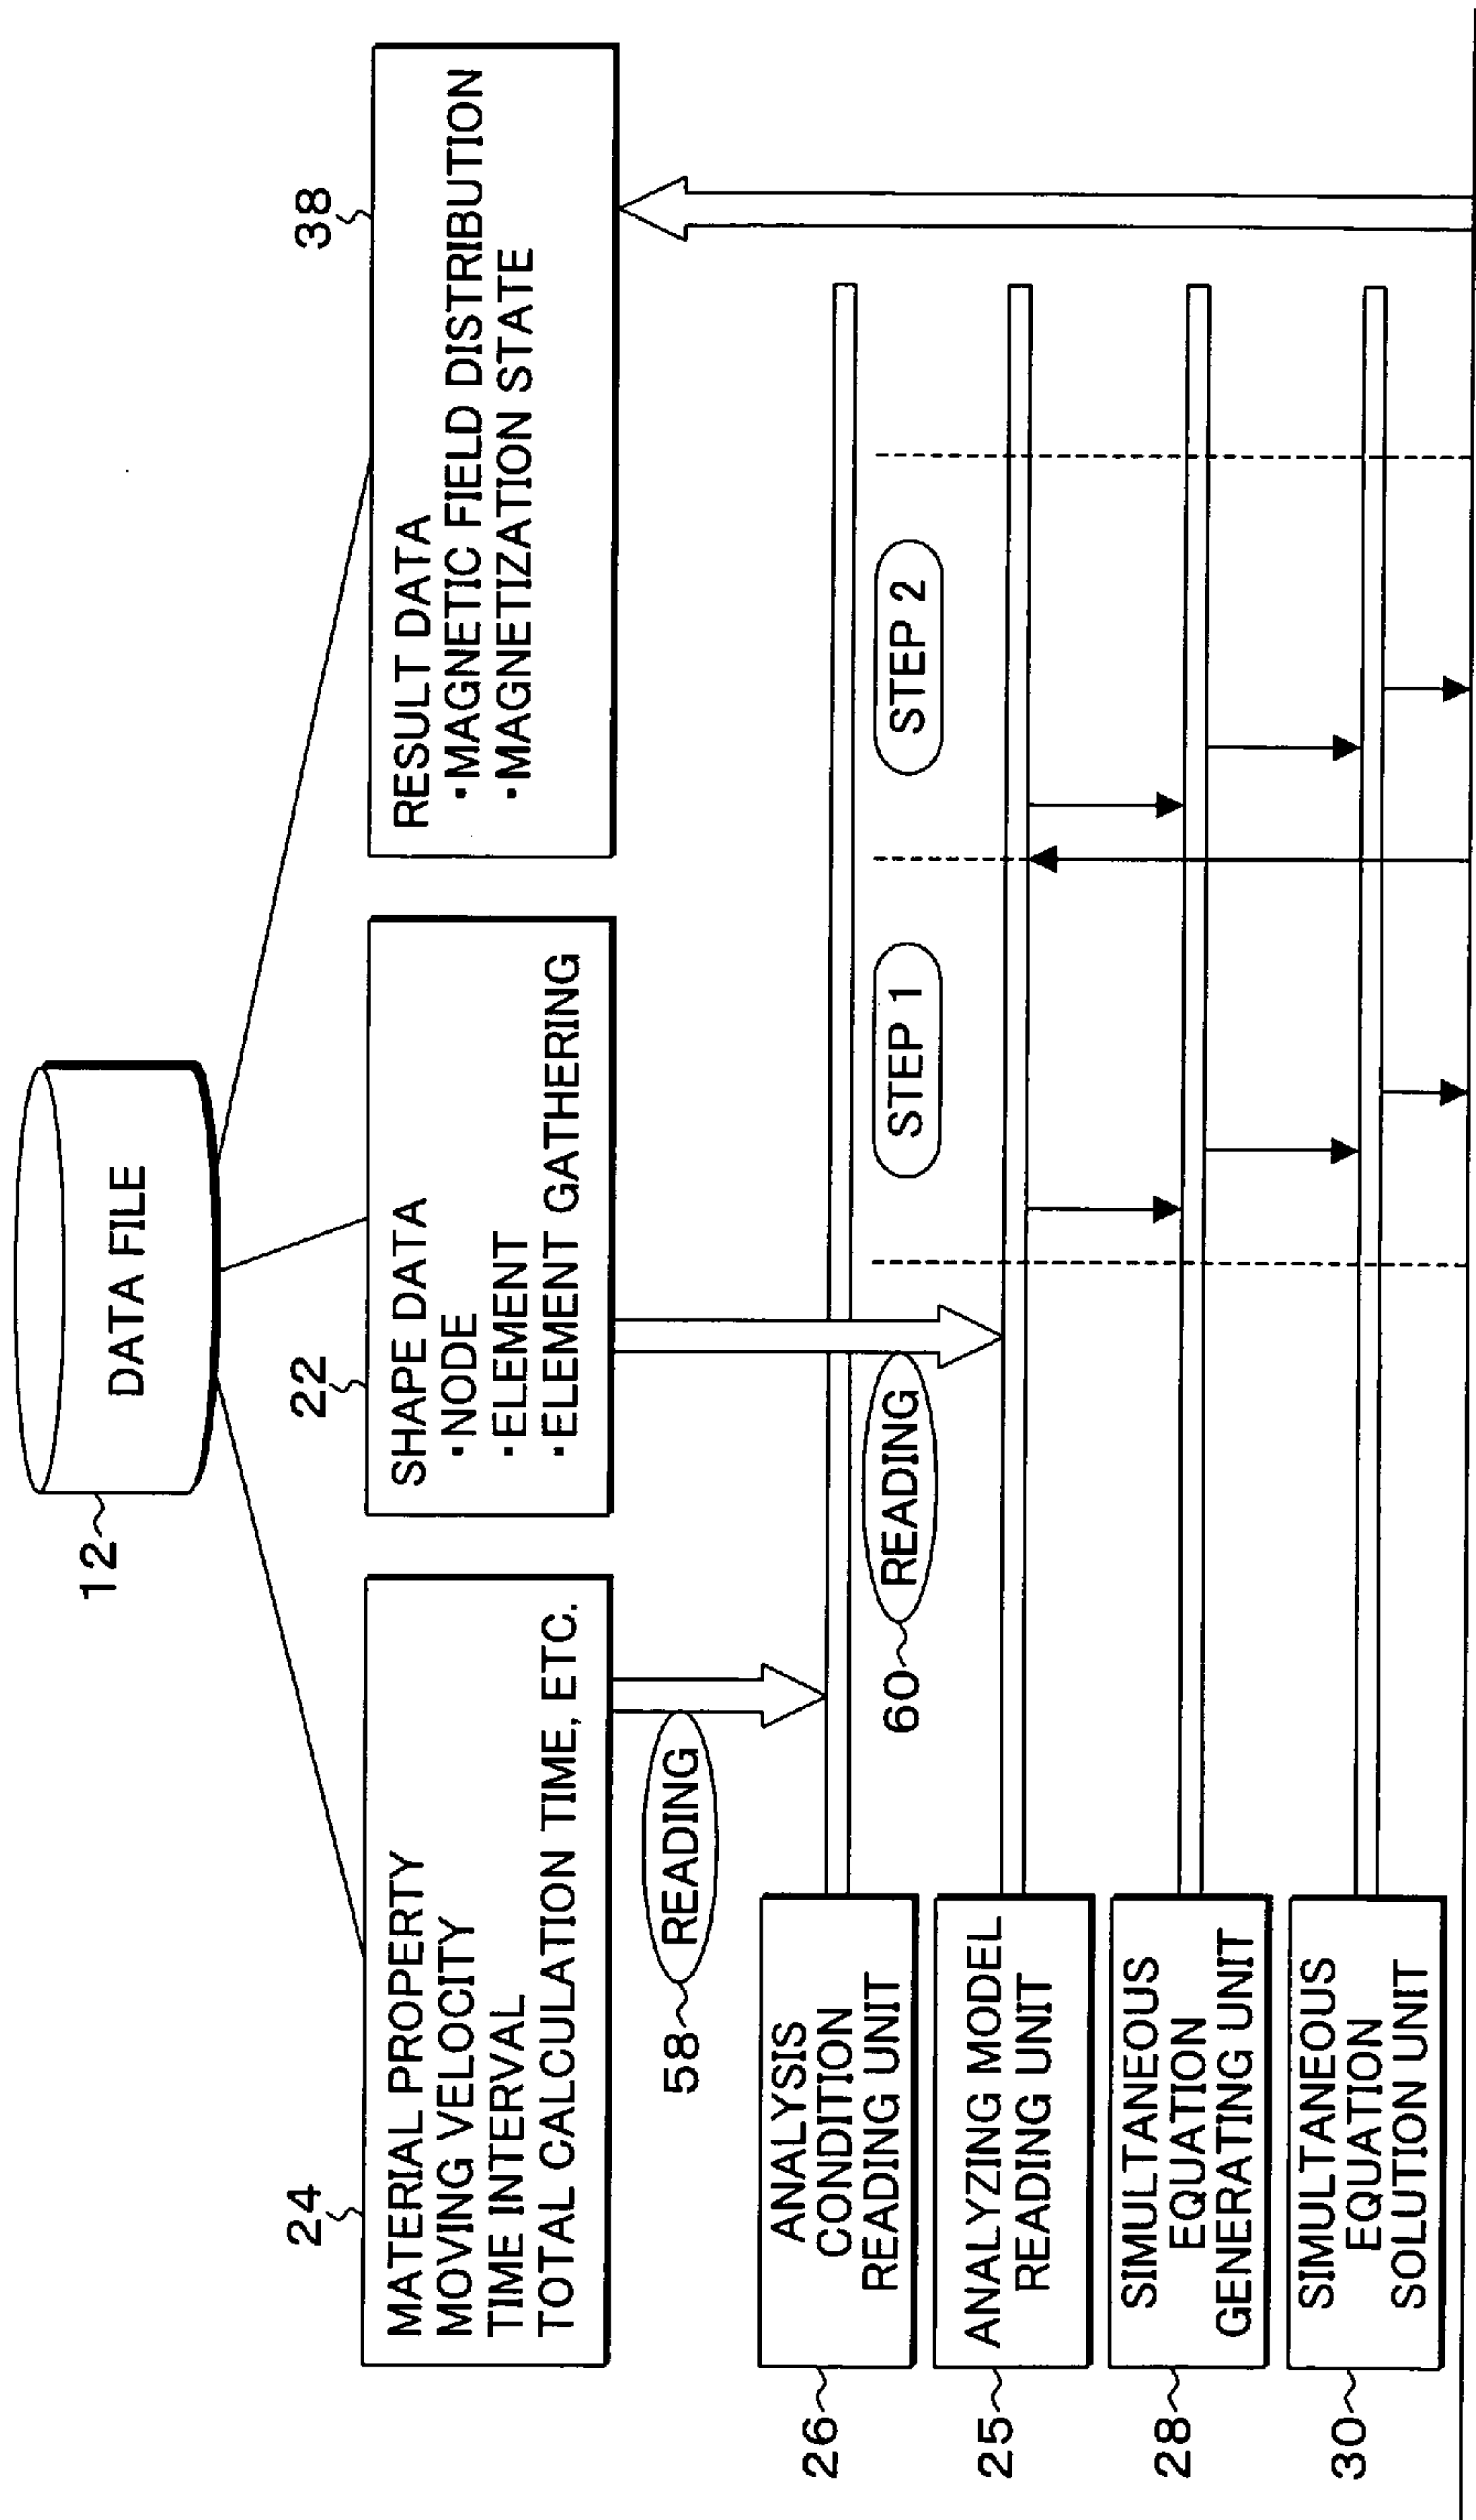 12
DATA FILE
24
MATERIAL PROPERTY
MOVING VELOCITY
TIME INTERVAL
TOTAL CALCULATION TIME, ETC.
22
SHAPE DATA
·NODE
·ELEMENT
·ELEMENT GATHERING
38
RESULT DATA
·MAGNETIC FIELD DISTRIBUTION
·MAGNETIZATION STATE
58
READING
26
ANALYSIS
CONDITION
READING UNIT
60
READING
STEP 1
STEP 2
25
ANALYZING MODEL
READING UNIT
28
SIMULTANEOUS
EQUATION
GENERATING UNIT
30
SIMULTANEOUS
EQUATION
SOLUTION UNIT